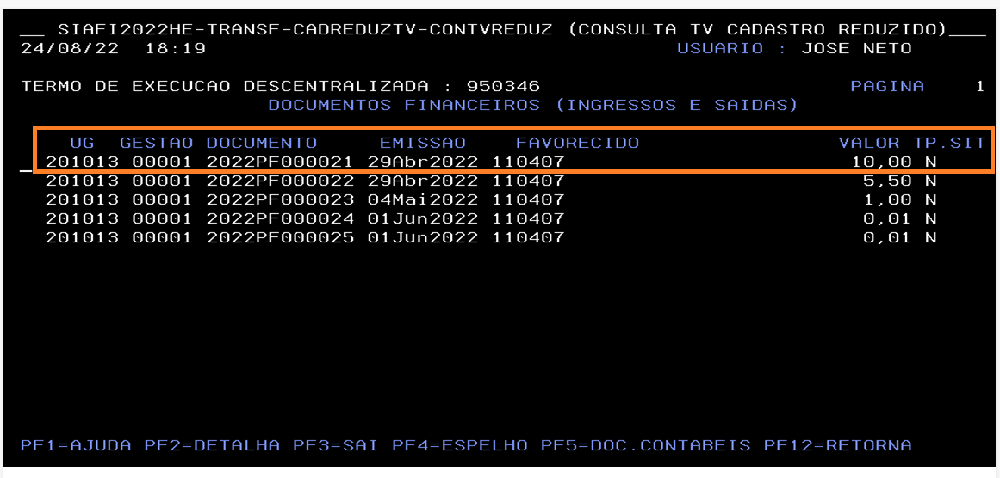 __ SIAFI2022HE-TRANSF-CADREDUZTV-CONTVREDUZ (CONSULTA TV CADASTRO REDUZIDO)___
24/08/22 18:19 USUARIO : JOSE NETO
TERMO DE EXECUCAO DESCENTRALIZADA : 950346 PAGINA 1
DOCUMENTOS FINANCEIROS (INGRESSOS E SAIDAS)
UG GESTAO DOCUMENTO EMISSAO FAVORECIDO VALOR TP.SIT
_ 201013 00001 2022PF000021 29Abr2022 110407 10,00 N
201013 00001 2022PF000022 29Abr2022 110407 5,50 N
201013 00001 2022PF000023 04Mai2022 110407 1,00 N
201013 00001 2022PF000024 01Jun2022 110407 0,01 N
201013 00001 2022PF000025 01Jun2022 110407 0,01 N
PF1=AJUDA PF2=DETALHA PF3=SAI PF4=ESPELHO PF5=DOC.CONTABEIS PF12=RETORNA